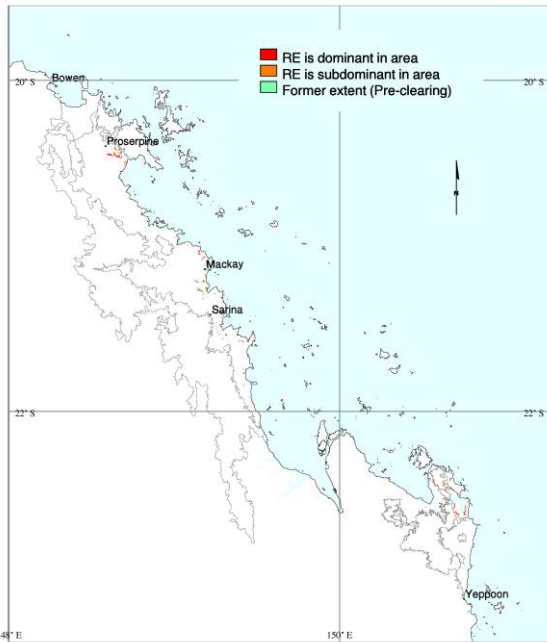 RE is dominant in area
RE is subdominant in area
Former extent (Pre-clearing)
20° S
Bowen
20° S
Proserpine
N
Mackay
Sarina
22° S
22° S
Yeppoon
48° E
150° E